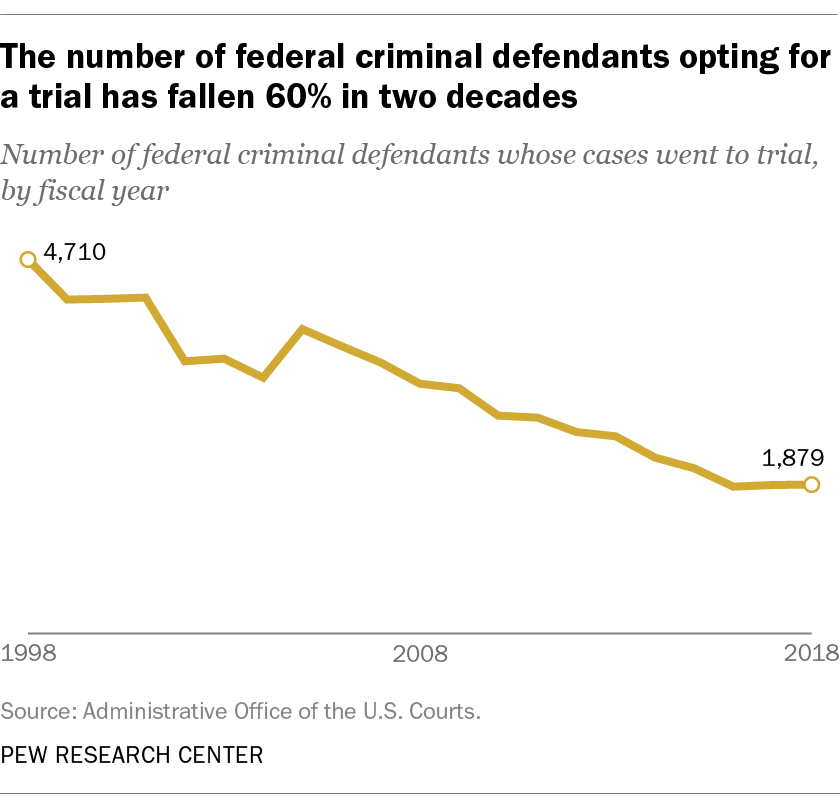 The number of federal criminal defendants opting for
a trial has fallen 60% in two decades
Number of federal criminal defendants whose cases went to trial,
by fiscal year
4,710
1,879
1998
2008
2018
Source: Administrative Office of the U.S. Courts.
PEW RESEARCH CENTER